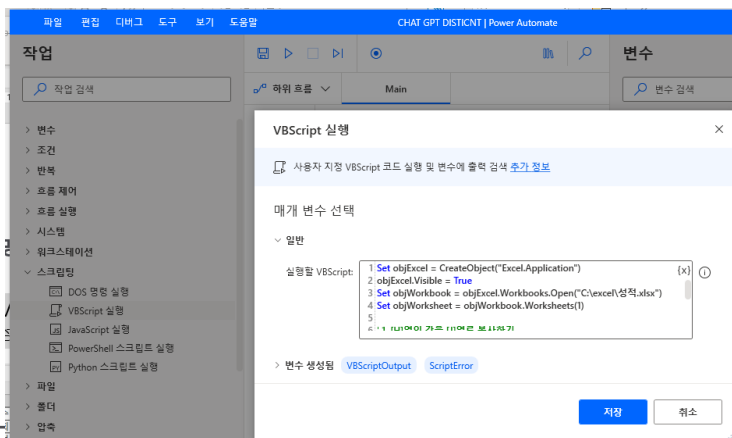 파일 편집 디버그 도구 보기 도움말 CHAT GPT DISTICNT | Power Automate
작업
작업 검색
> 변수
> 조건
> 반복
> 흐름 제어
> 흐름 실행
> 시스템
> 워크스테이션
스크립팅
DOS 명령 실행
VBScript 실행
JavaScript 실행
PowerShell 스크립트 실행
Python 스크립트 실행
> 파일
> 폴더
> 압축
하위 흐름 Main
변수
변수 검색
VBScript 실행
사용자 지정 VBScript 코드 실행 및 변수에 출력 검색 추가 정보
매개 변수 선택
일반
실행할 VBScript: {x}
1 Set objExcel = CreateObject("Excel.Application")
2 objExcel.Visible = True
3 Set objWorkbook = objExcel.Workbooks.Open("C:\excel\성적.xlsx")
4 Set objWorksheet = objWorkbook.Worksheets(1)
5
6
> 변수 생성됨 VBScriptOutput ScriptError
저장 취소